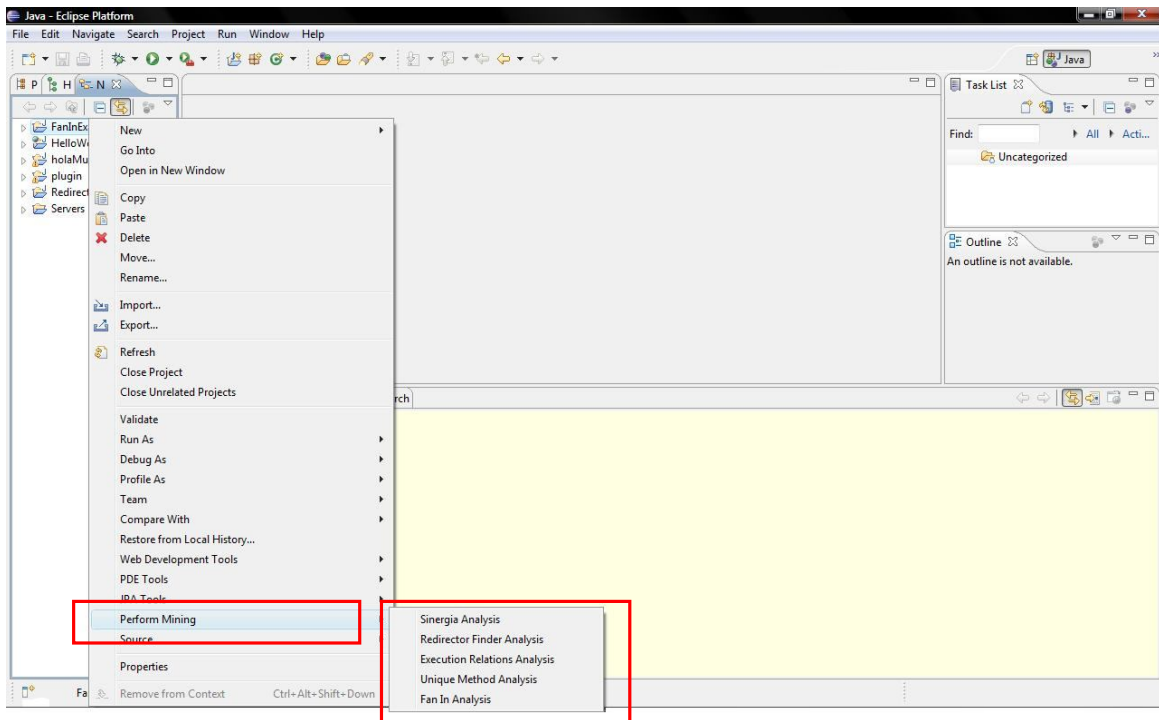 Java - Eclipse Platform
File Edit Navigate Search Project Run Window Help
Java
P H N
Task List
FanInEx
HelloW
holaMu
plugin
Redirect
Servers
Find: All Acti...
Uncategorized
Outline
An outline is not available.
New
Go Into
Open in New Window
Copy
Paste
Delete
Move...
Rename...
Import...
Export...
Refresh
Close Project
Close Unrelated Projects
rch
Validate
Run As
Debug As
Profile As
Team
Compare With
Restore from Local History...
Web Development Tools
PDE Tools
JPA Tools
Perform Mining
Source
Properties
Remove from Context Ctrl+Alt+Shift+Down
Sinergia Analysis
Redirector Finder Analysis
Execution Relations Analysis
Unique Method Analysis
Fan In Analysis
Fa